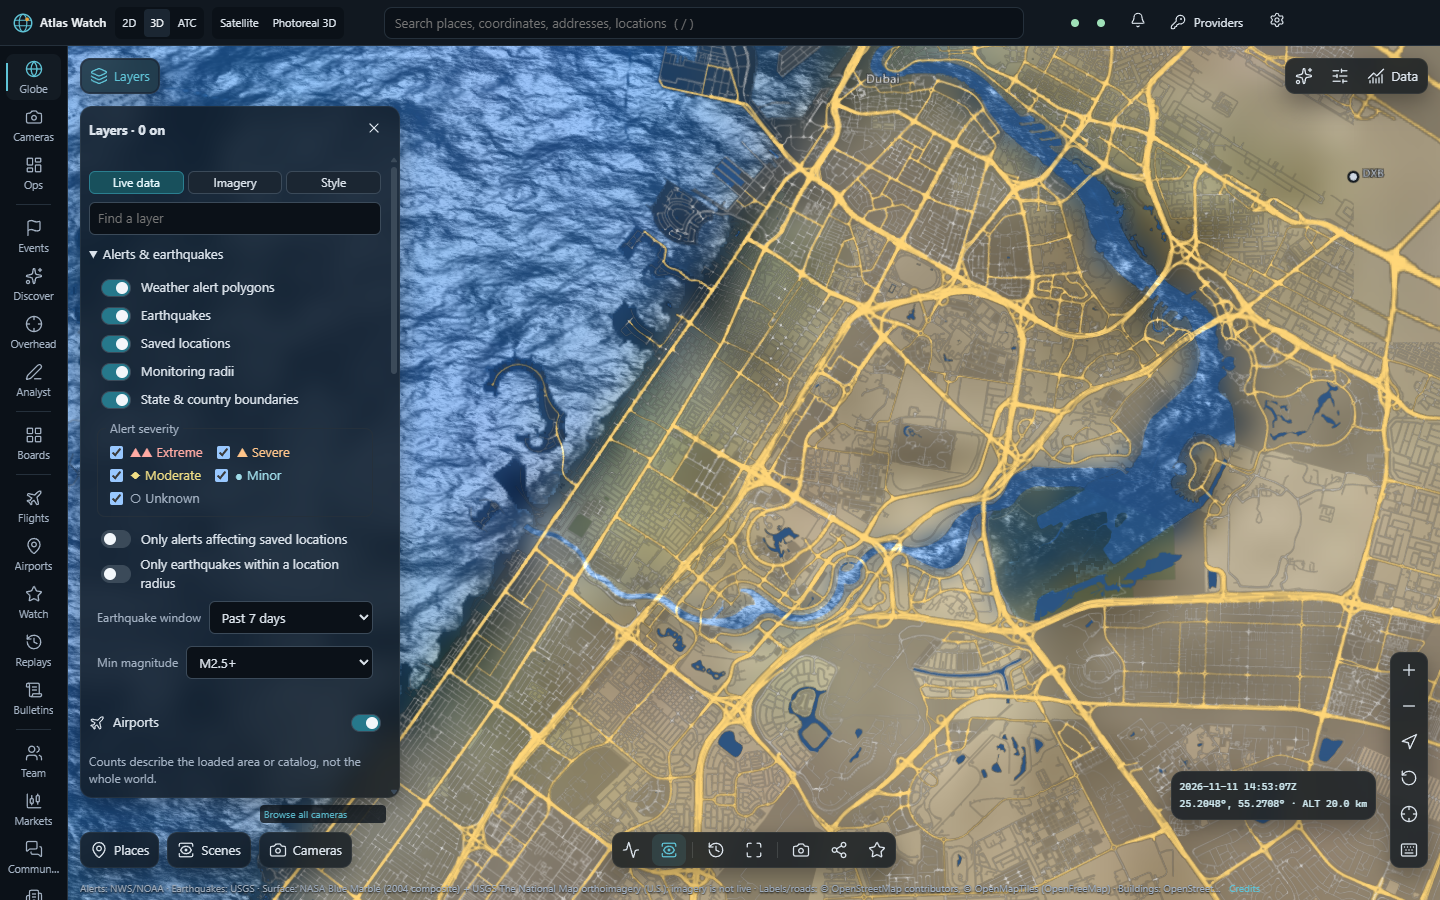 Atlas Watch
2D 3D ATC
Satellite Photoreal 3D
Search places, coordinates, addresses, locations ( / )
Providers
Globe
Cameras
Ops
Events
Discover
Overhead
Analyst
Boards
Flights
Airports
Watch
Replays
Bulletins
Team
Markets
Commun...
Layers
Layers · 0 on
Live data Imagery Style
Find a layer
▼ Alerts & earthquakes
Weather alert polygons
Earthquakes
Saved locations
Monitoring radii
State & country boundaries
Alert severity
▲▲ Extreme ▲ Severe
◆ Moderate ● Minor
○ Unknown
Only alerts affecting saved locations
Only earthquakes within a location
radius
Earthquake window Past 7 days
Min magnitude M2.5+
Airports
Counts describe the loaded area or catalog, not the
whole world.
Browse all cameras
Places Scenes Cameras
Dubai
DXB
Data
2026-11-11 14:53:07Z
25.2048°, 55.2708° · ALT 20.0 km
Alerts: NWS/NOAA · Earthquakes: USGS · Surface: NASA Blue Marble (2004 composite) — USGS The National Map orthoimagery (U.S.); imagery is not live · Labels/roads: © OpenStreetMap contributors, © OpenMapTiles (OpenFreeMap) · Buildings: OpenStree... Credits